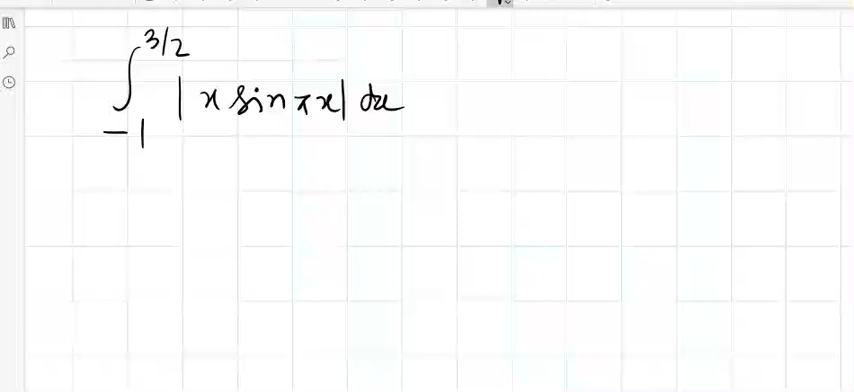 ∫_{-1}^{3/2} |x sin πx| dx